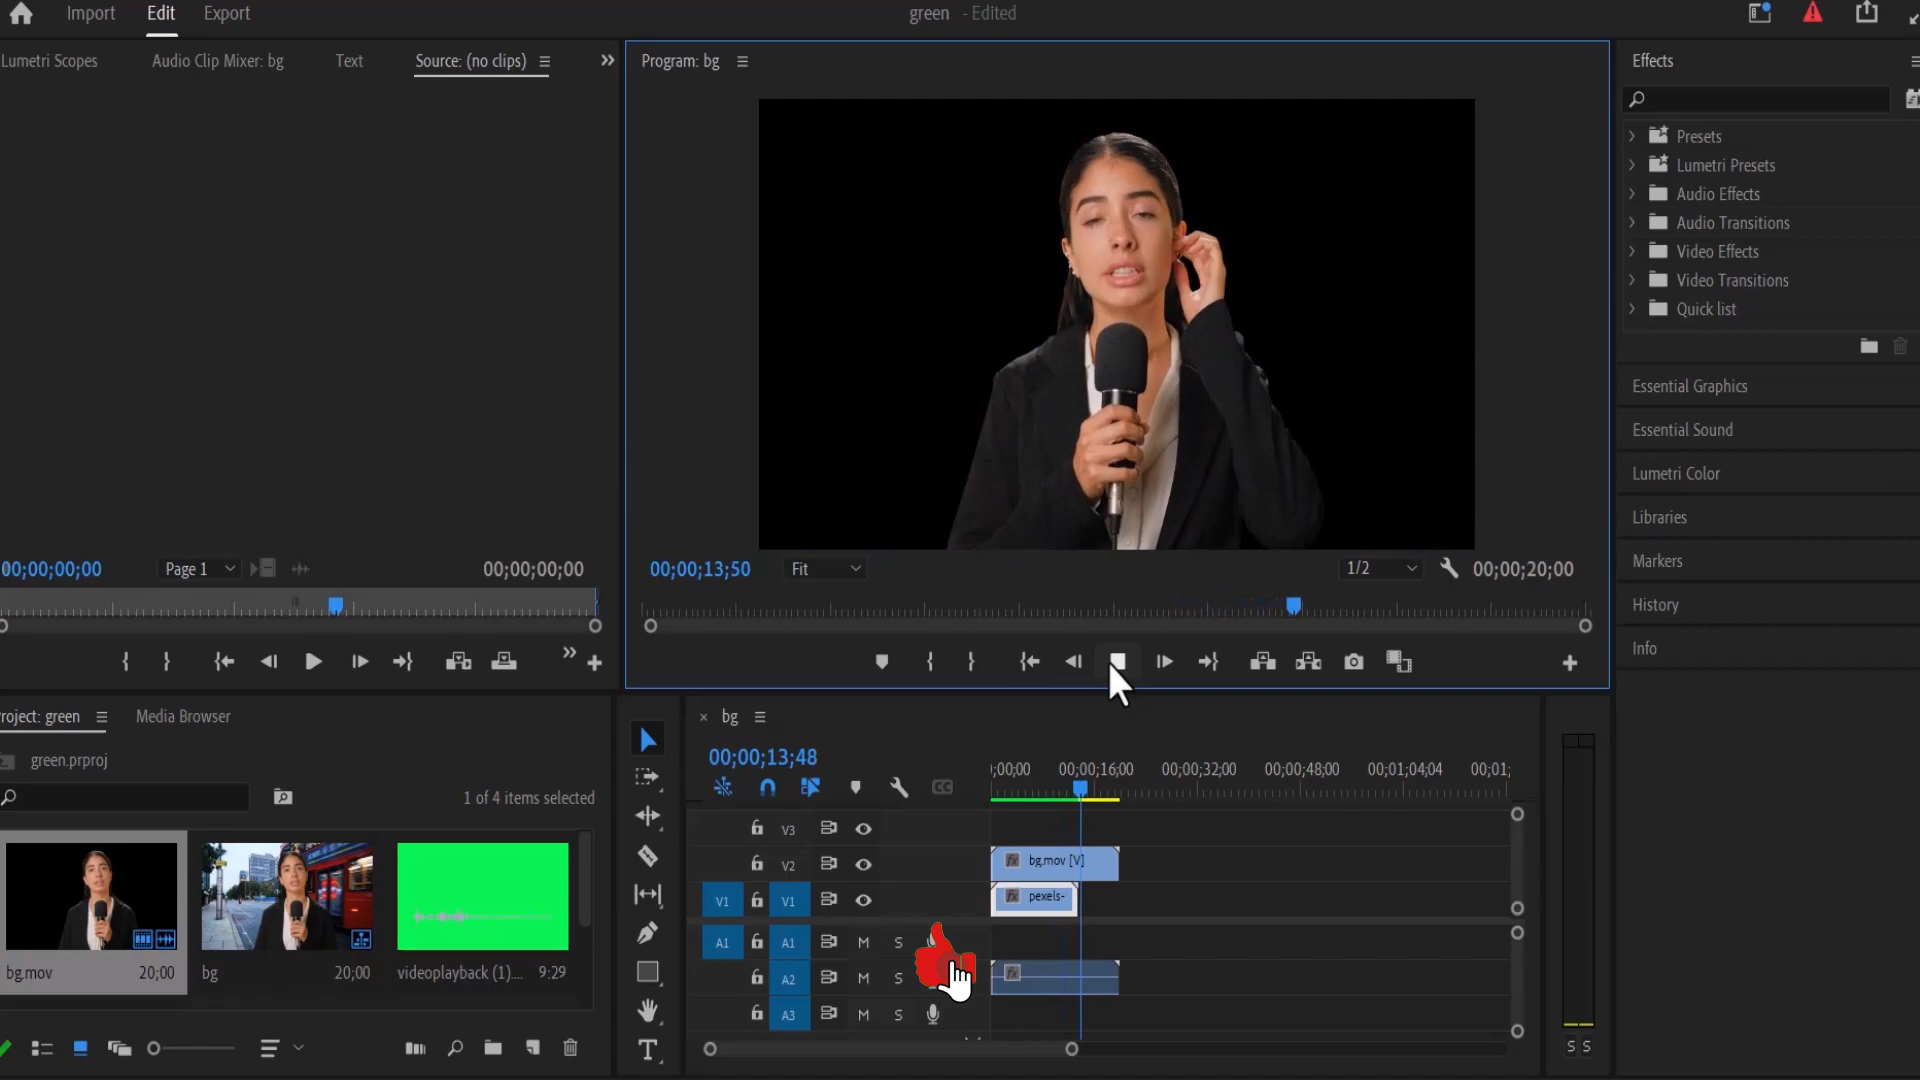 Import Edit Export green - Edited
Lumetri Scopes Audio Clip Mixer: bg Text Source: (no clips)
Program: bg
Effects
Presets
Lumetri Presets
Audio Effects
Audio Transitions
Video Effects
Video Transitions
Quick list
Essential Graphics
Essential Sound
Lumetri Color
Libraries
Markers
History
Info
00;00;00;00 Page 1 00;00;00;00
00;00;13;50 Fit 1/2 00;00;20;00
Project: green Media Browser
green.prproj
1 of 4 items selected
bg.mov 20;00
bg 20;00
videoplayback (1).... 9:29
bg
00;00;13;48
;00;00 00;00;16;00 00;00;32;00 00;00;48;00 00;01;04;04 00;01;
CC
V3
V2 fx bg.mov [V]
V1 V1 fx pexels-
A1 A1 M S
A2 M S fx
A3 M S
S S